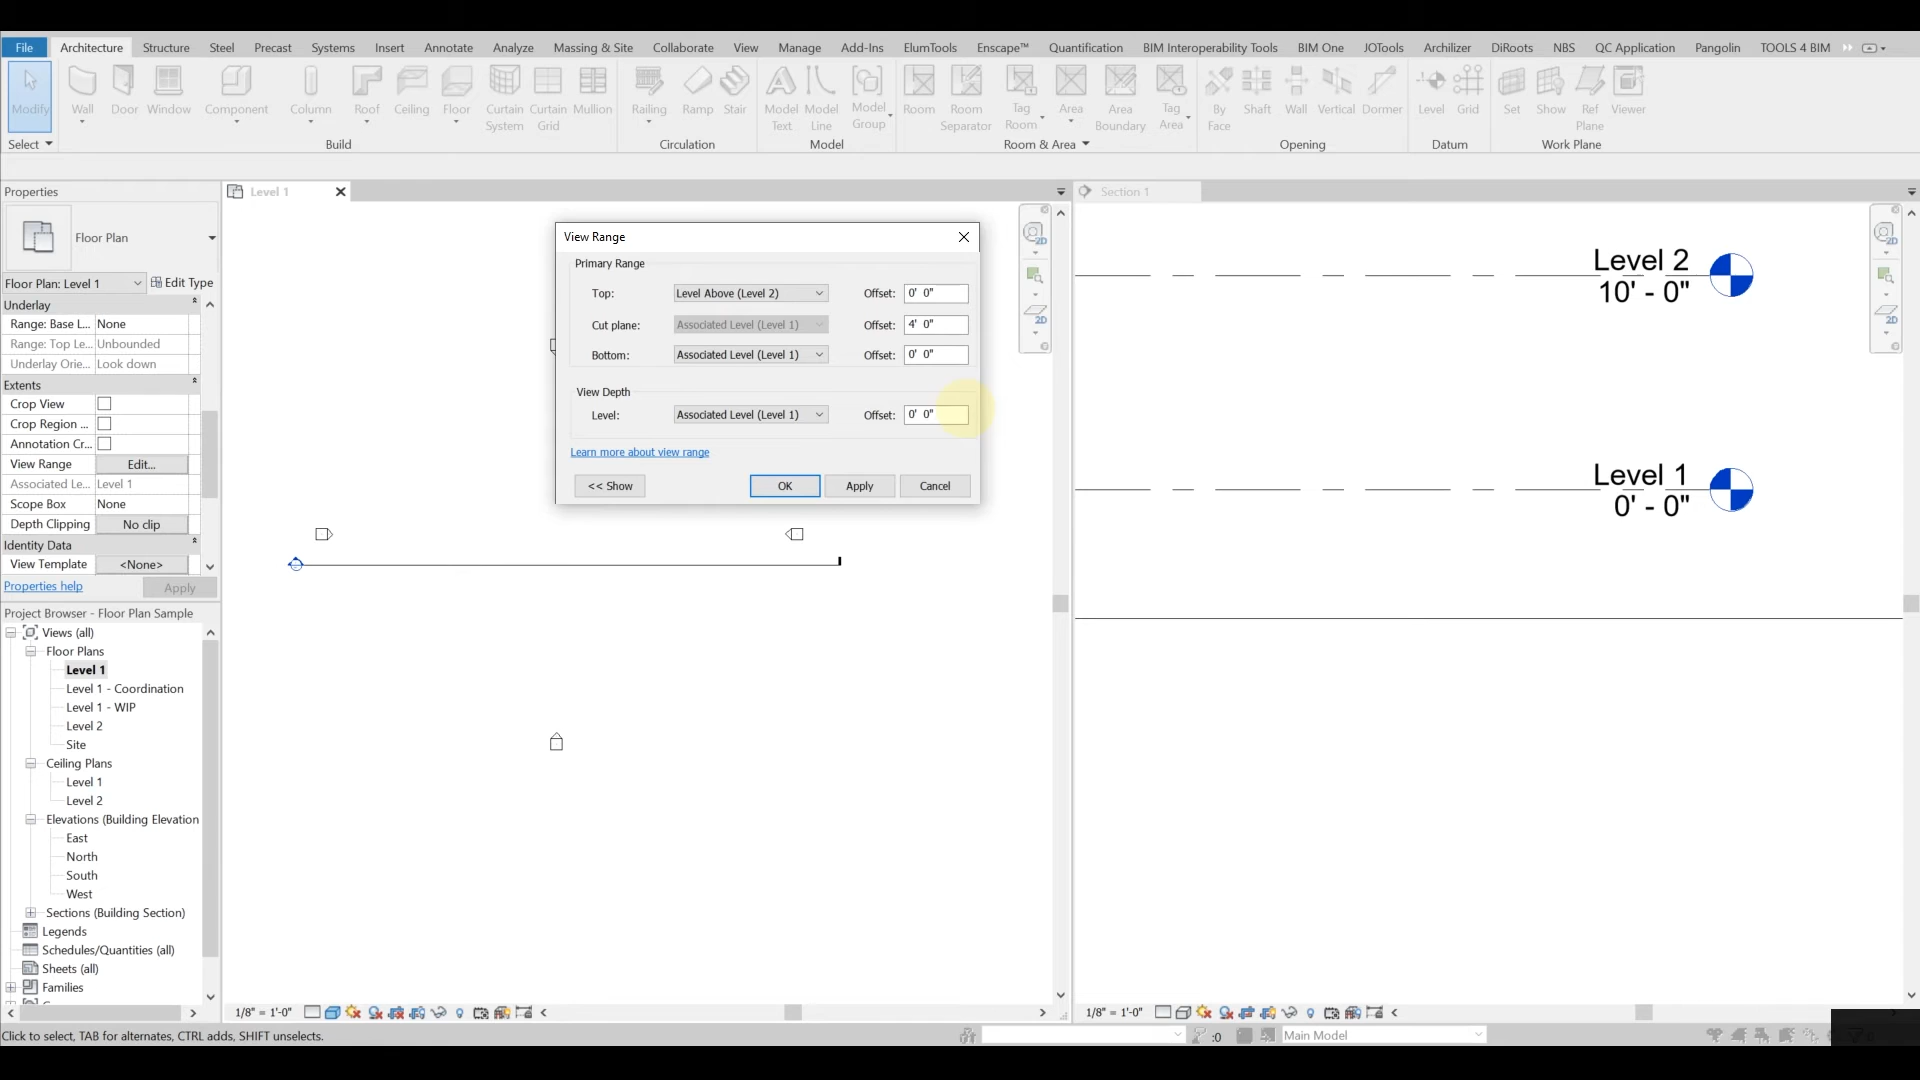 File Architecture Structure Steel Precast Systems Insert Annotate Analyze Massing & Site Collaborate View Manage Add-Ins ElumTools Enscape™ Quantification BIM Interoperability Tools BIM One JOTools Archilizer DiRoots NBS QC Application Pangolin TOOLS 4 BIM
Modify Wall Door Window Component Column Roof Ceiling Floor Curtain System Curtain Grid Mullion Railing Ramp Stair Model Text Model Line Model Group Room Room Separator Tag Room Area Area Boundary Tag Area By Face Shaft Wall Vertical Dormer Level Grid Set Show Ref Plane Viewer
Select Build Circulation Model Room & Area Opening Datum Work Plane
Properties
Floor Plan
Floor Plan: Level 1 Edit Type
Underlay
Range: Base L... None
Range: Top Le... Unbounded
Underlay Orie... Look down
Extents
Crop View
Crop Region ...
Annotation Cr...
View Range Edit...
Associated Le... Level 1
Scope Box None
Depth Clipping No clip
Identity Data
View Template <None>
Properties help Apply
Project Browser - Floor Plan Sample
Views (all)
Floor Plans
Level 1
Level 1 - Coordination
Level 1 - WIP
Level 2
Site
Ceiling Plans
Level 1
Level 2
Elevations (Building Elevation
East
North
South
West
Sections (Building Section)
Legends
Schedules/Quantities (all)
Sheets (all)
Families
Level 1
View Range
Primary Range
Top: Level Above (Level 2) Offset: 0' 0"
Cut plane: Associated Level (Level 1) Offset: 4' 0"
Bottom: Associated Level (Level 1) Offset: 0' 0"
View Depth
Level: Associated Level (Level 1) Offset: 0' 0"
Learn more about view range
<< Show OK Apply Cancel
2D
2D
1/8" = 1'-0"
Section 1
Level 2
10' - 0"
Level 1
0' - 0"
2D
2D
1/8" = 1'-0"
Click to select, TAB for alternates, CTRL adds, SHIFT unselects.
:0
Main Model